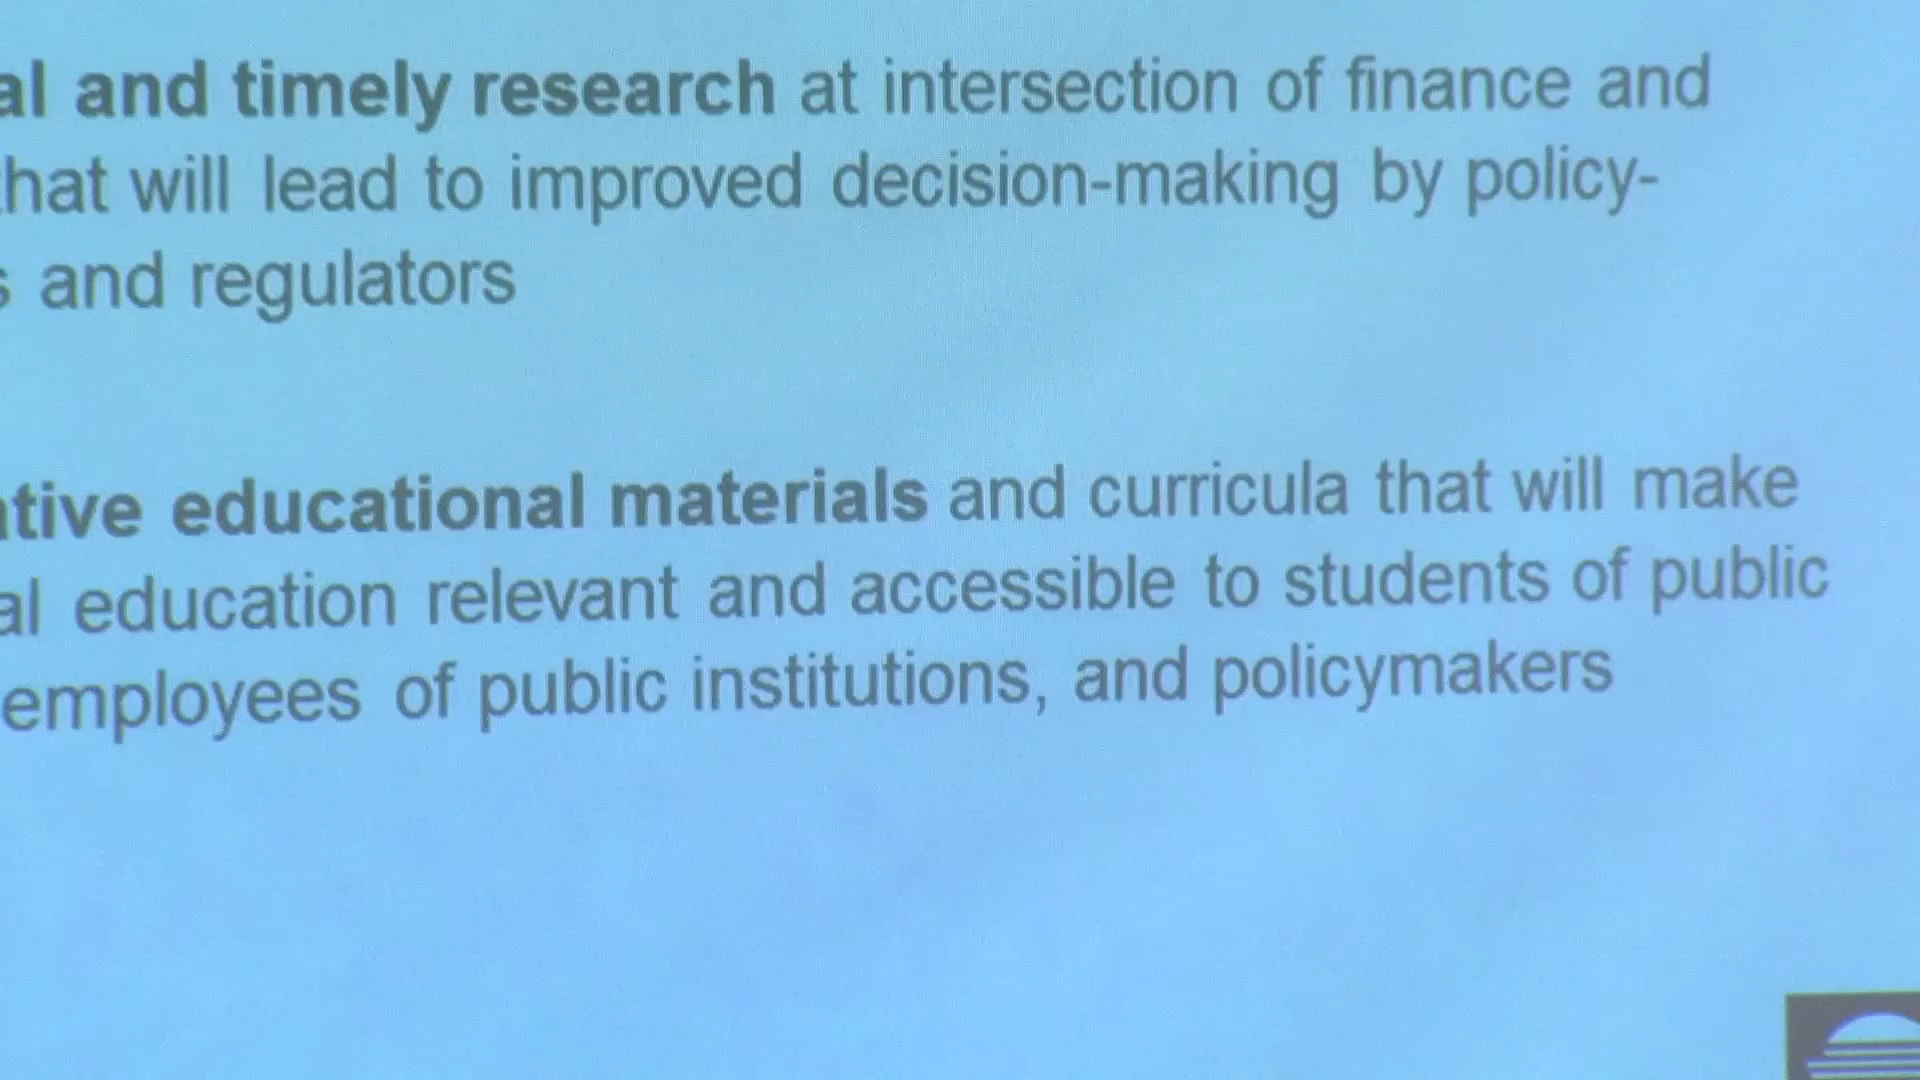 al and timely research at intersection of finance and
that will lead to improved decision-making by policy-
s and regulators
ative educational materials and curricula that will make
al education relevant and accessible to students of public
employees of public institutions, and policymakers